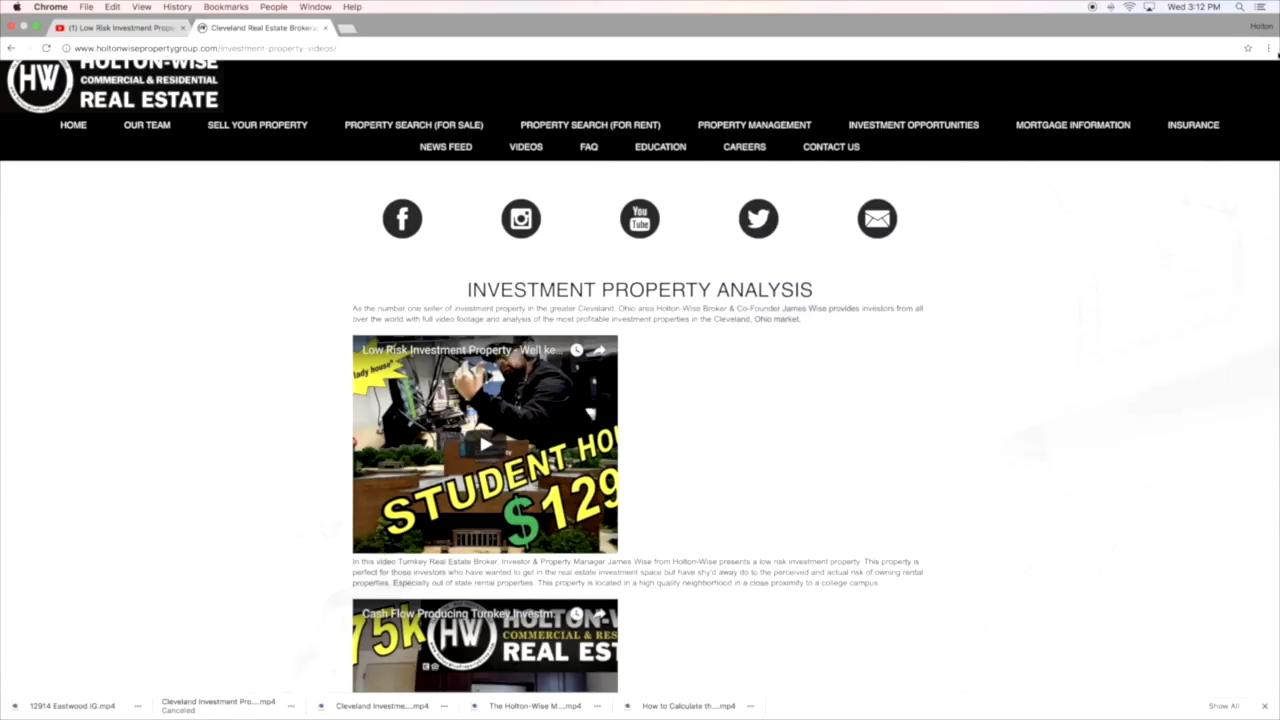 Chrome File Edit View History Bookmarks People Window Help Wed 3:12 PM
(1) Low Risk Investment Prope Cleveland Real Estate Brokera Holton
www.holtonwisepropertygroup.com/investment-property-videos/
HW HOLTON-WISE
COMMERCIAL & RESIDENTIAL
REAL ESTATE
HOME OUR TEAM SELL YOUR PROPERTY PROPERTY SEARCH (FOR SALE) PROPERTY SEARCH (FOR RENT) PROPERTY MANAGEMENT INVESTMENT OPPORTUNITIES MORTGAGE INFORMATION INSURANCE
NEWS FEED VIDEOS FAQ EDUCATION CAREERS CONTACT US
You Tube
INVESTMENT PROPERTY ANALYSIS
As the number one seller of investment property in the greater Cleveland, Ohio area Holton-Wise Broker & Co-Founder James Wise provides investors from all
over the world with full video footage and analysis of the most profitable investment properties in the Cleveland, Ohio market.
Low Risk Investment Property - Well ke...
lady house"
by
STUDENT HOU
$129
In this video Turnkey Real Estate Broker, Investor & Property Manager James Wise from Holton-Wise presents a low risk investment property. This property is
perfect for those investors who have wanted to get in the real estate investment space but have shy'd away do to the perceived and actual risk of owning rental
properties. Especially out of state rental properties. This property is located in a high quality neighborhood in a close proximity to a college campus.
Cash Flow Producing Turnkey Investm...
75k HW HOLTON-W
COMMERCIAL & RES
REAL EST
12914 Eastwood IG.mp4 Cleveland Investment Pro....mp4 Cleveland Investme....mp4 The Holton-Wise M....mp4 How to Calculate th....mp4 Show All
Canceled